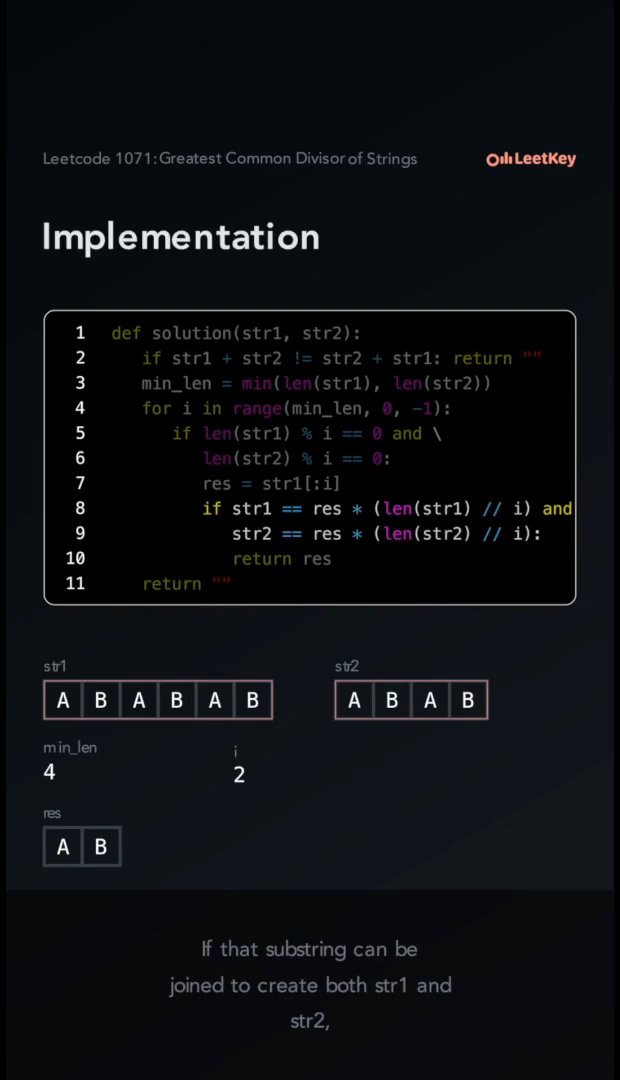 Leetcode 1071: Greatest Common Divisor of Strings
LeetKey
Implementation
1 def solution(str1, str2):
2 if str1 + str2 != str2 + str1: return ""
3 min_len = min(len(str1), len(str2))
4 for i in range(min_len, 0, -1):
5 if len(str1) % i == 0 and \
6 len(str2) % i == 0:
7 res = str1[:i]
8 if str1 == res * (len(str1) // i) and
9 str2 == res * (len(str2) // i):
10 return res
11 return ""
str1 str2
A B A B A B A B A B
min_len i
4 2
res
A B
If that substring can be
joined to create both str1 and
str2,